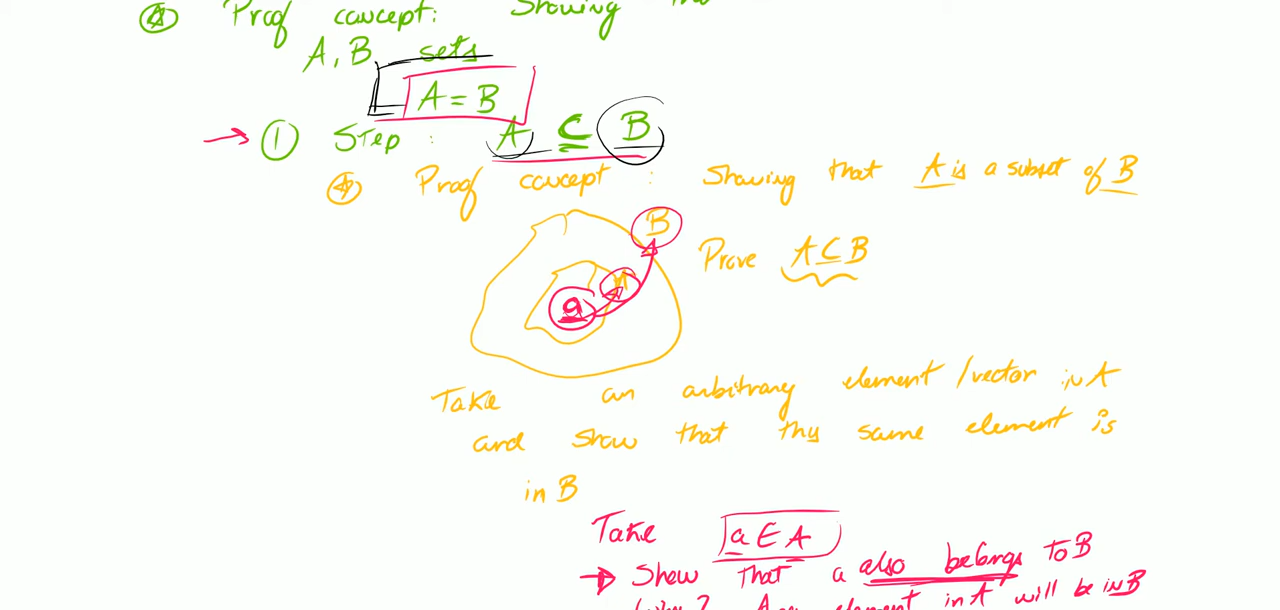 Proof concept: Showing
A, B sets
A = B
→ ① Step : A ⊆ B
Proof concept : Showing that A is a subset of B
B
A
a
Prove A ⊆ B
Take an arbitrary element/vector in A
and show that thy same element is
in B
Take a ∈ A
→ Show that a also belongs to B
element in A will be in B